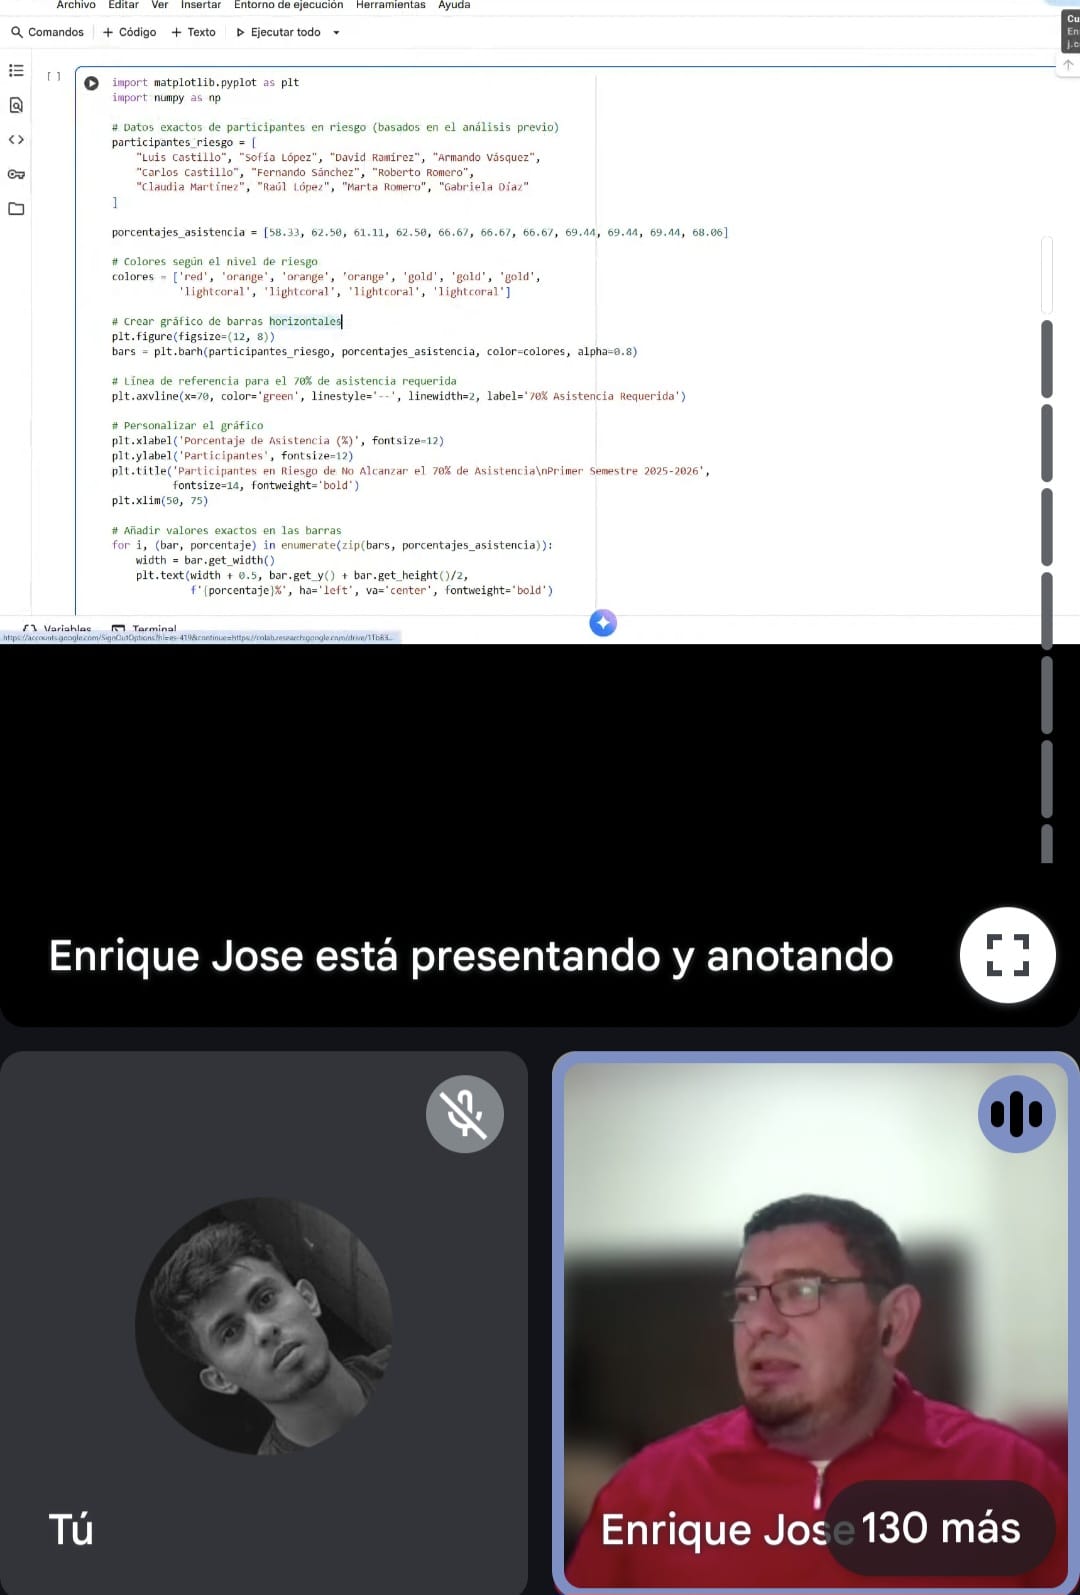 Archivo Editar Ver Insertar Entorno de ejecución Herramientas Ayuda
Comandos + Código + Texto Ejecutar todo
Cu
En
j.c
[ ]
import matplotlib.pyplot as plt
import numpy as np
# Datos exactos de participantes en riesgo (basados en el análisis previo)
participantes_riesgo = [
"Luis Castillo", "Sofía López", "David Ramírez", "Armando Vásquez",
"Carlos Castillo", "Fernando Sánchez", "Roberto Romero",
"Claudia Martínez", "Raúl López", "Marta Romero", "Gabriela Díaz"
]
porcentajes_asistencia = [58.33, 62.50, 61.11, 62.50, 66.67, 66.67, 66.67, 69.44, 69.44, 69.44, 68.06]
# Colores según el nivel de riesgo
colores = ['red', 'orange', 'orange', 'orange', 'gold', 'gold', 'gold',
'lightcoral', 'lightcoral', 'lightcoral', 'lightcoral']
# Crear gráfico de barras horizontales
plt.figure(figsize=(12, 8))
bars = plt.barh(participantes_riesgo, porcentajes_asistencia, color=colores, alpha=0.8)
# Línea de referencia para el 70% de asistencia requerida
plt.axvline(x=70, color='green', linestyle='--', linewidth=2, label='70% Asistencia Requerida')
# Personalizar el gráfico
plt.xlabel('Porcentaje de Asistencia (%)', fontsize=12)
plt.ylabel('Participantes', fontsize=12)
plt.title('Participantes en Riesgo de No Alcanzar el 70% de Asistencia\nPrimer Semestre 2025-2026',
fontsize=14, fontweight='bold')
plt.xlim(50, 75)
# Añadir valores exactos en las barras
for i, (bar, porcentaje) in enumerate(zip(bars, porcentajes_asistencia)):
width = bar.get_width()
plt.text(width + 0.5, bar.get_y() + bar.get_height()/2,
f'{porcentaje}%', ha='left', va='center', fontweight='bold')
Variables Terminal
Enrique Jose está presentando y anotando
Tú
Enrique Jose 130 más